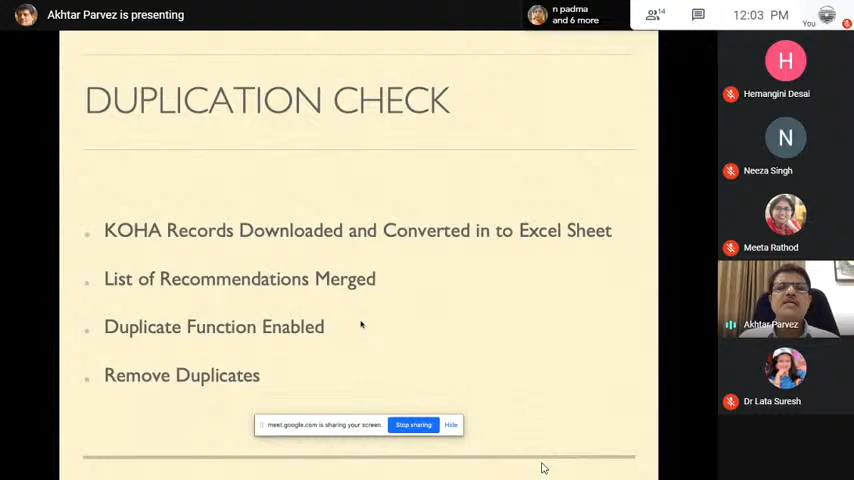 Akhtar Parvez is presenting
n padma
and 6 more
14
12:03 PM
You
DUPLICATION CHECK
KOHA Records Downloaded and Converted in to Excel Sheet
List of Recommendations Merged
Duplicate Function Enabled
Remove Duplicates
meet.google.com is sharing your screen.
Stop sharing
Hide
H
Hemangini Desai
N
Neeza Singh
Meeta Rathod
Akhtar Parvez
Dr Lata Suresh